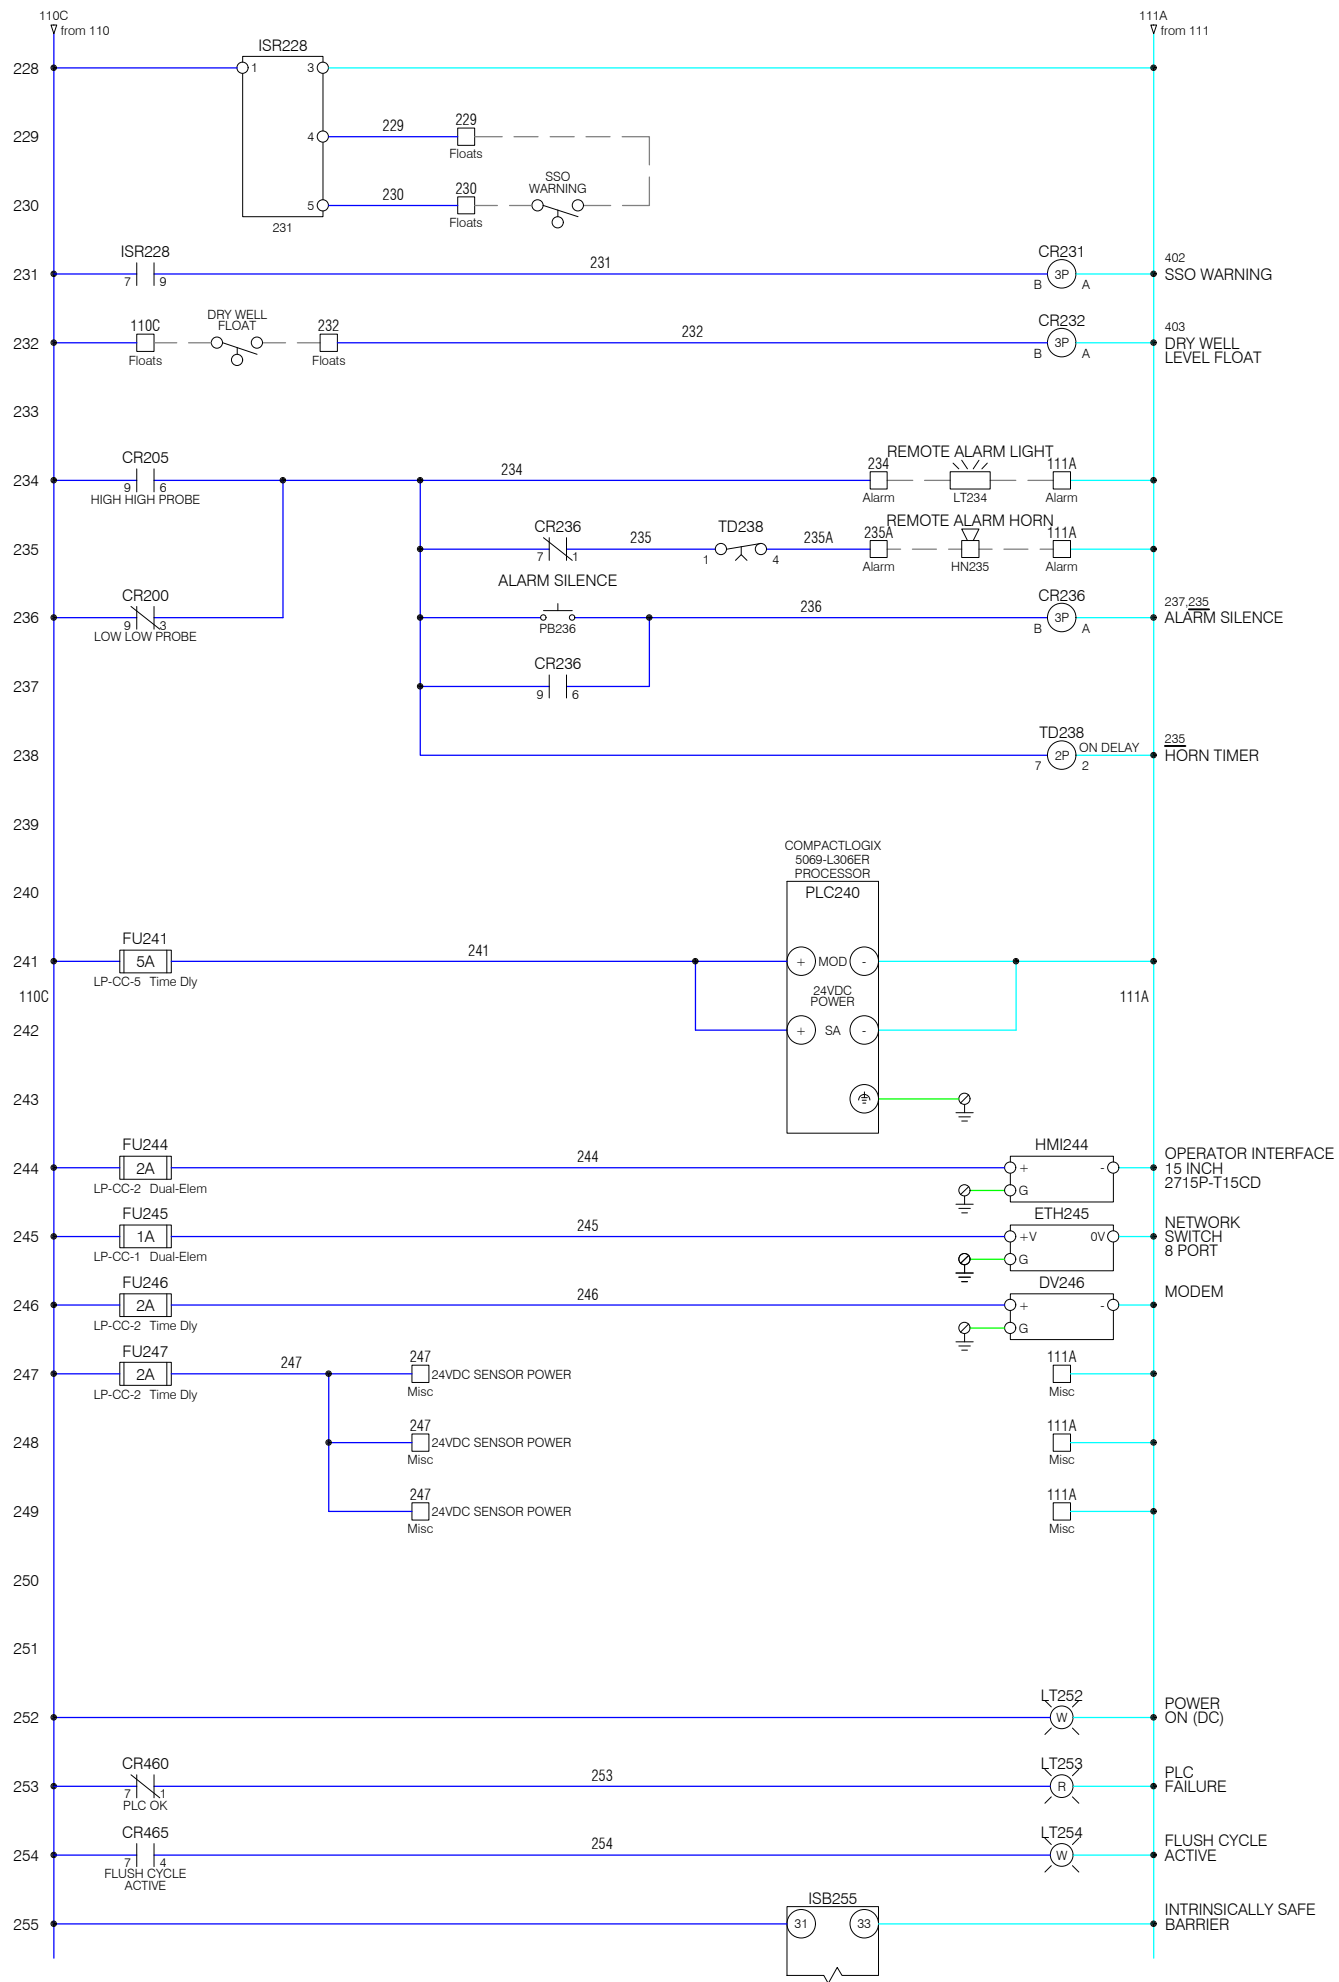 110C
from 110
111A
from 111
ISR228
228
1
3
229
4
229
229
Floats
SSO
WARNING
230
5
230
230
Floats
231
ISR228
231
7
9
231
CR231
3P
B
A
402
SSO WARNING
DRY WELL
FLOAT
232
110C
Floats
232
Floats
232
CR232
3P
B
A
403
DRY WELL
LEVEL FLOAT
233
CR205
234
9
6
HIGH HIGH PROBE
234
REMOTE ALARM LIGHT
234
Alarm
LT234
111A
Alarm
235
CR236
7
1
235
TD238
1
4
235A
REMOTE ALARM HORN
235A
Alarm
HN235
111A
Alarm
ALARM SILENCE
CR200
236
9
3
LOW LOW PROBE
PB236
236
CR236
3P
B
A
237,235
ALARM SILENCE
237
CR236
9
6
238
TD238
2P
7
ON DELAY
2
235
HORN TIMER
239
COMPACTLOGIX
5069-L306ER
PROCESSOR
240
PLC240
FU241
241
5A
LP-CC-5 Time Dly
241
+ MOD -
110C
24VDC
POWER
111A
242
+ SA -
243
FU244
244
2A
LP-CC-2 Dual-Elem
244
HMI244
+
-
G
OPERATOR INTERFACE
15 INCH
2715P-T15CD
FU245
245
1A
LP-CC-1 Dual-Elem
245
ETH245
+V
0V
G
NETWORK
SWITCH
8 PORT
FU246
246
2A
LP-CC-2 Time Dly
246
DV246
+
-
G
MODEM
FU247
247
2A
LP-CC-2 Time Dly
247
247
24VDC SENSOR POWER
Misc
111A
Misc
248
247
24VDC SENSOR POWER
Misc
111A
Misc
249
247
24VDC SENSOR POWER
Misc
111A
Misc
250
251
252
LT252
W
POWER
ON (DC)
CR460
253
7
1
PLC OK
253
LT253
R
PLC
FAILURE
CR465
254
7
4
FLUSH CYCLE
ACTIVE
254
LT254
W
FLUSH CYCLE
ACTIVE
255
ISB255
31
33
INTRINSICALLY SAFE
BARRIER